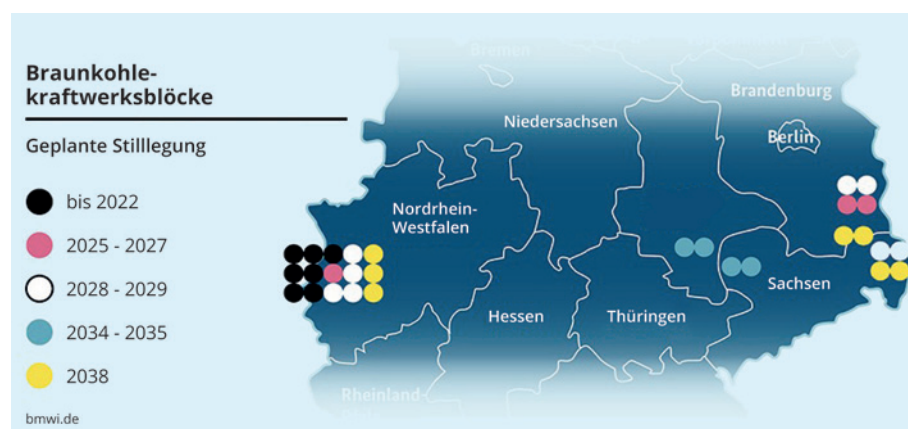 Braunkohle-
kraftwerksblöcke
Geplante Stilllegung
bis 2022
2025 - 2027
2028 - 2029
2034 - 2035
2038
bmwi.de
Bremen
Brandenburg
Niedersachsen
Berlin
Nordrhein-
Westfalen
Sachsen
Hessen
Thüringen
Rheinland